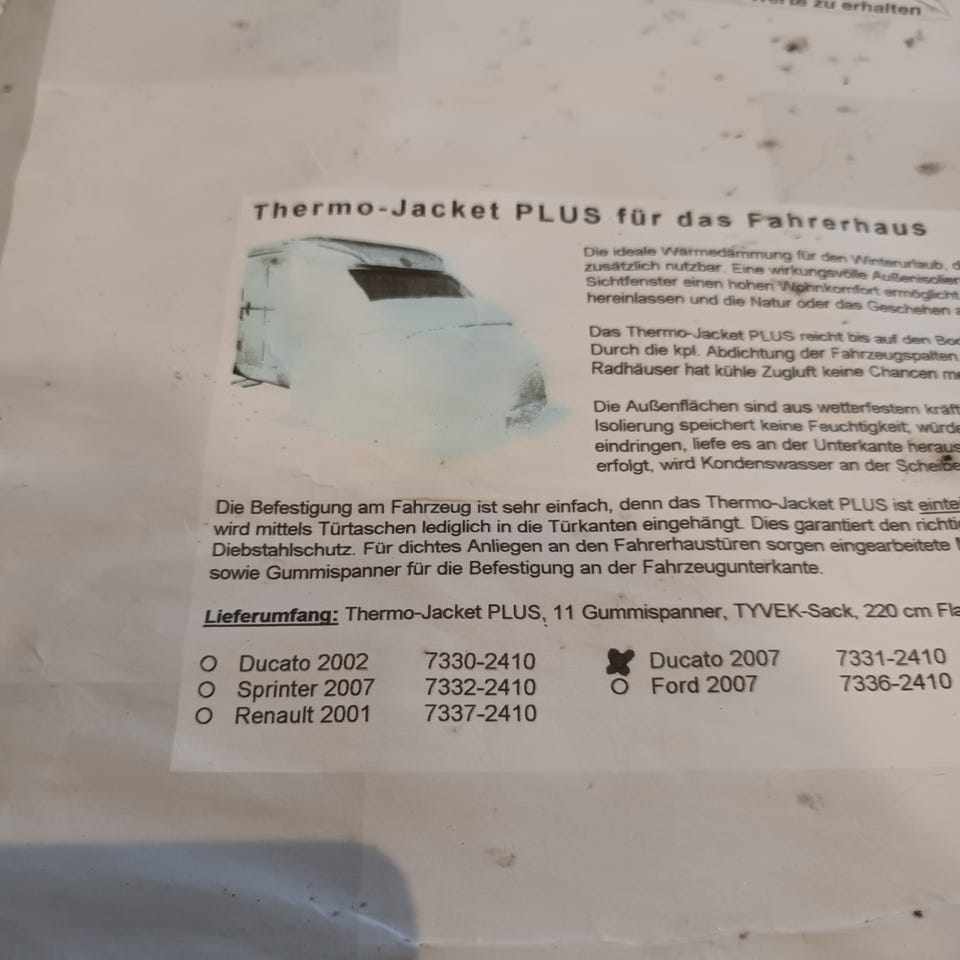 zu erhalten
Thermo-Jacket PLUS für das Fahrerhaus
Die ideale Wärmedämmung für den Winterurlaub,
zusätzlich nutzbar. Eine wirkungsvolle
Sichtfenster einen hohen Wohnkomfort ermöglicht
hereinlassen und die Natur oder das Geschehen
Das Thermo-Jacket PLUS reicht bis auf den
Durch die kpl. Abdichtung der Fahrzeugspalten
Radhäuser hat kühle Zugluft keine Chancen
Die Außenflächen sind aus wetterfestem
Isolierung speichert keine Feuchtigkeit, würde
eindringen, liefe es an der Unterkante
erfolgt, wird Kondenswasser an der
Die Befestigung am Fahrzeug ist sehr einfach, denn das Thermo-Jacket PLUS ist
wird mittels Türtaschen lediglich in die Türkanten eingehängt. Dies garantiert den
Diebstahlschutz. Für dichtes Anliegen an den Fahrerhaustüren sorgen eingearbeitete
sowie Gummispanner für die Befestigung an der Fahrzeugunterkante.
Lieferumfang: Thermo-Jacket PLUS, 11 Gummispanner, TYVEK-Sack, 220 cm
Ducato 2002 7330-2410 Ducato 2007 7331-2410
Sprinter 2007 7332-2410 Ford 2007 7336-2410
Renault 2001 7337-2410